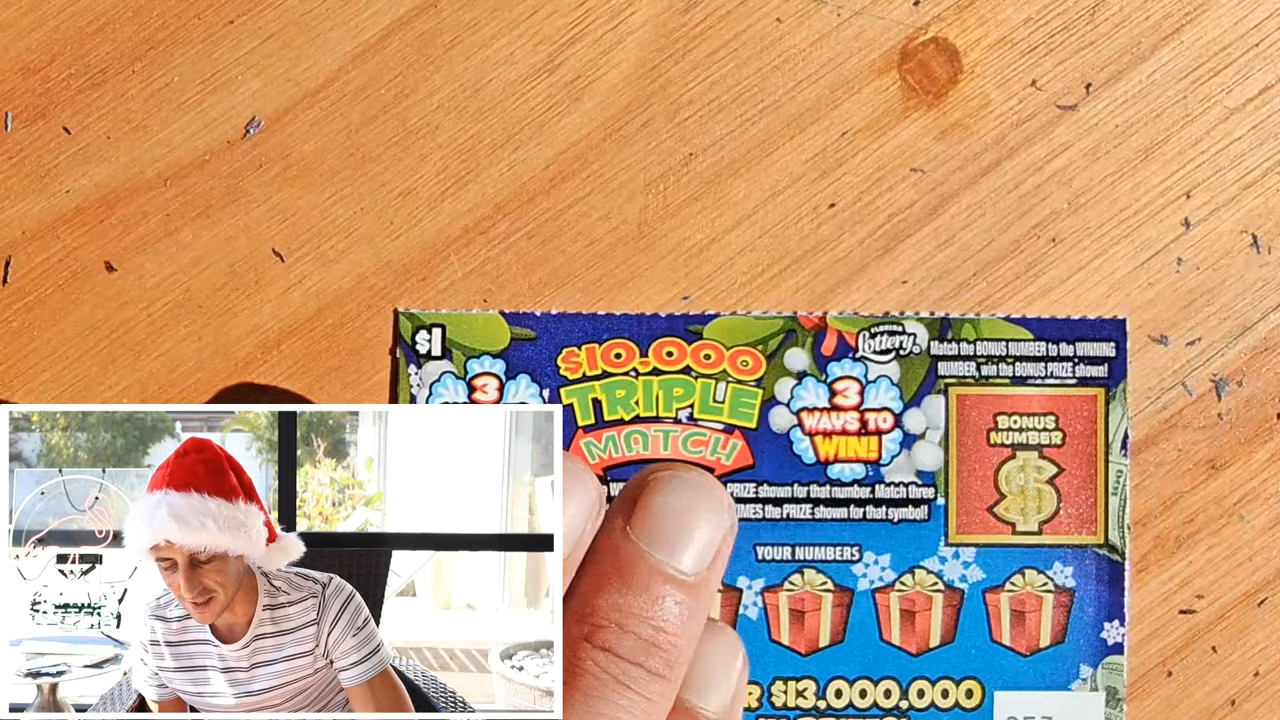 $1
$10,000
TRIPLE
MATCH
3
3
WAYS TO
WIN!
FLORIDA
Lottery
Match the BONUS NUMBER to the WINNING
NUMBER, win the BONUS PRIZE shown!
BONUS
NUMBER
$
PRIZE shown for that number. Match three
TIMES the PRIZE shown for that symbol!
YOUR NUMBERS
$13,000,000